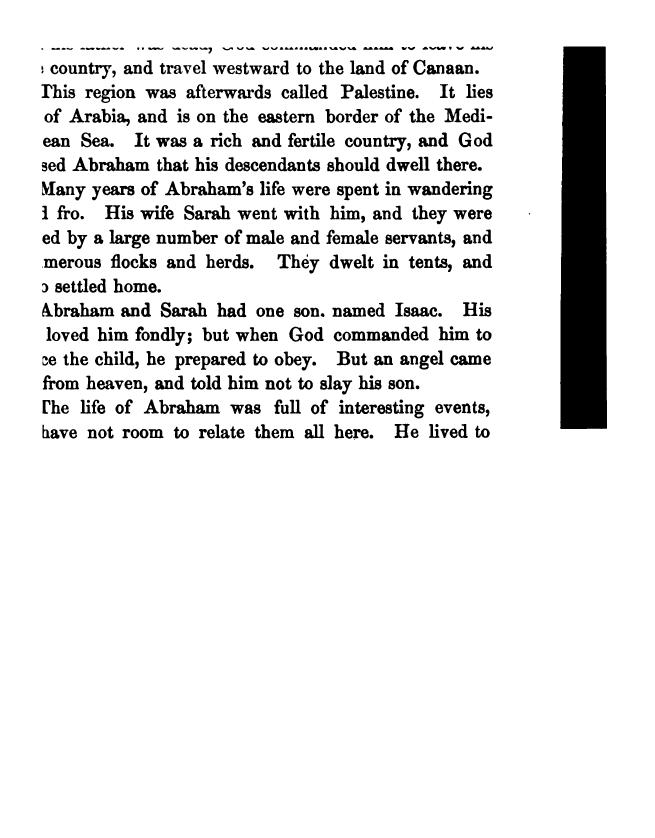 country, and travel westward to the land of Canaan.
This region was afterwards called Palestine. It lies
of Arabia, and is on the eastern border of the Medi-
ean Sea. It was a rich and fertile country, and God
sed Abraham that his descendants should dwell there.
Many years of Abraham's life were spent in wandering
fro. His wife Sarah went with him, and they were
ed by a large number of male and female servants, and
merous flocks and herds. They dwelt in tents, and
settled home.
Abraham and Sarah had one son. named Isaac. His
loved him fondly; but when God commanded him to
ce the child, he prepared to obey. But an angel came
from heaven, and told him not to slay his son.
The life of Abraham was full of interesting events,
have not room to relate them all here. He lived to